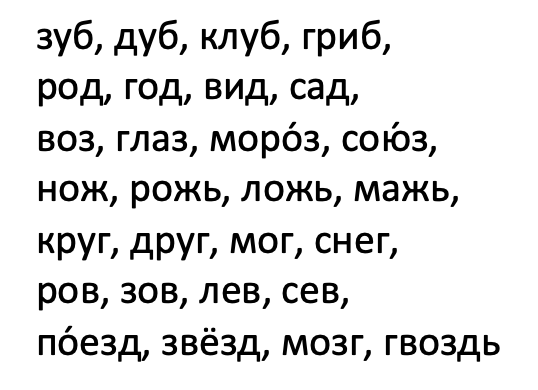 зуб, дуб, клуб, гриб,
род, год, вид, сад,
воз, глаз, моро́з, сою́з,
нож, рожь, ложь, мажь,
круг, друг, мог, снег,
ров, зов, лев, сев,
по́езд, звёзд, мозг, гвоздь